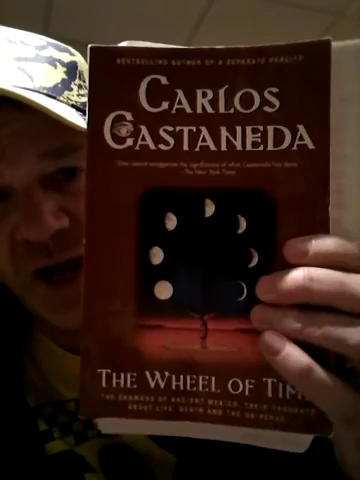 BESTSELLING AUTHOR OF A SEPARATE REALITY
CARLOS
CASTANEDA
"One cannot exaggerate the significance of what Castaneda has done."
—The New York Times
THE WHEEL OF TIM
THE SHAMANS OF ANCIENT MEXICO, THEIR THOUGHTS
ABOUT LIFE, DEATH AND THE UNIVERSE